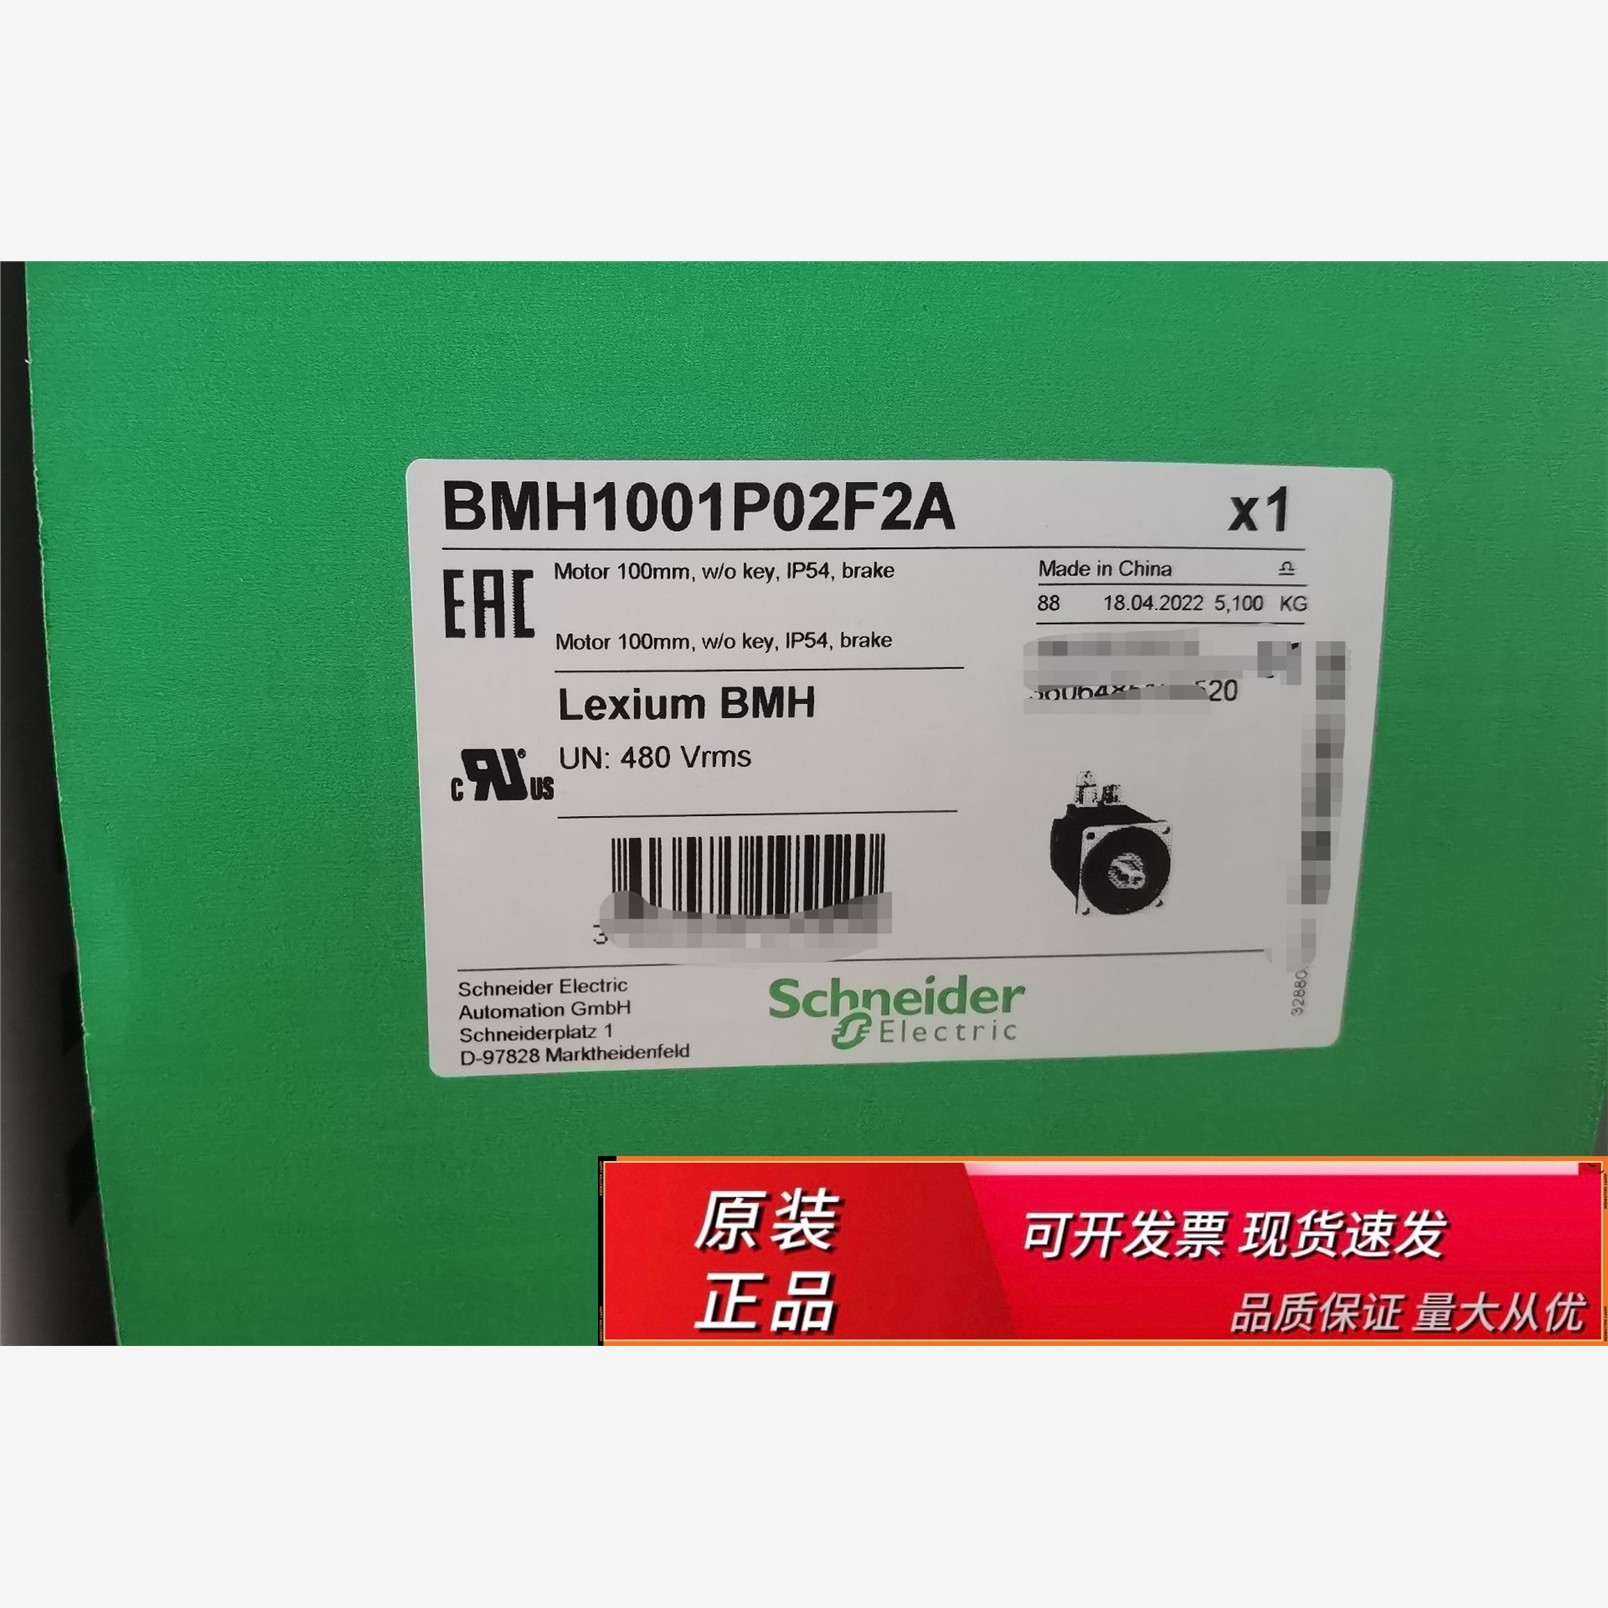 BMH1001P02F2A x1
EAC
Motor 100mm, w/o key, IP54, brake
Motor 100mm, w/o key, IP54, brake
Made in China
88 18.04.2022 5,100 KG
Lexium BMH
UN: 480 Vrms
c US
Schneider Electric
Automation GmbH
Schneiderplatz 1
D-97828 Marktheidenfeld
Schneider
Electric
原装
正品
可开发票 现货速发
品质保证 量大从优